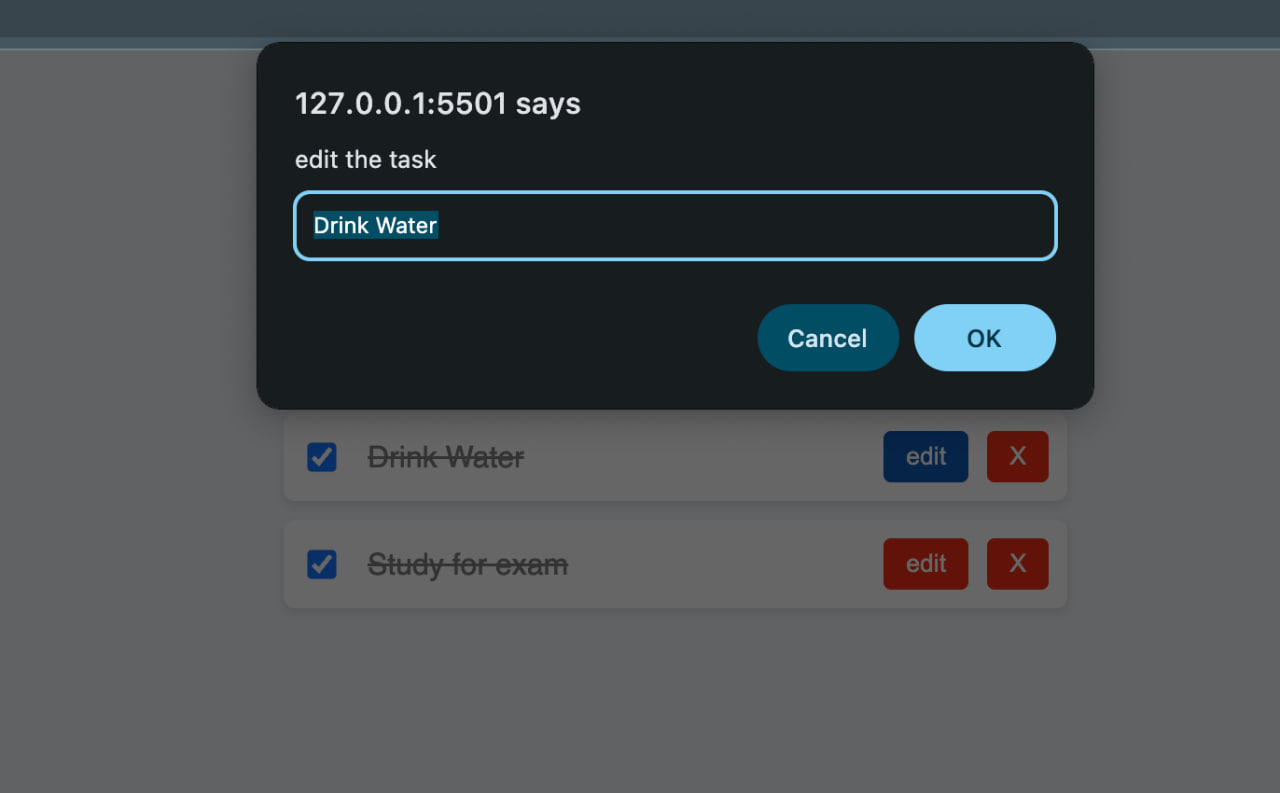 127.0.0.1:5501 says
edit the task
Drink Water
Cancel OK
Drink Water edit X
Study for exam edit X